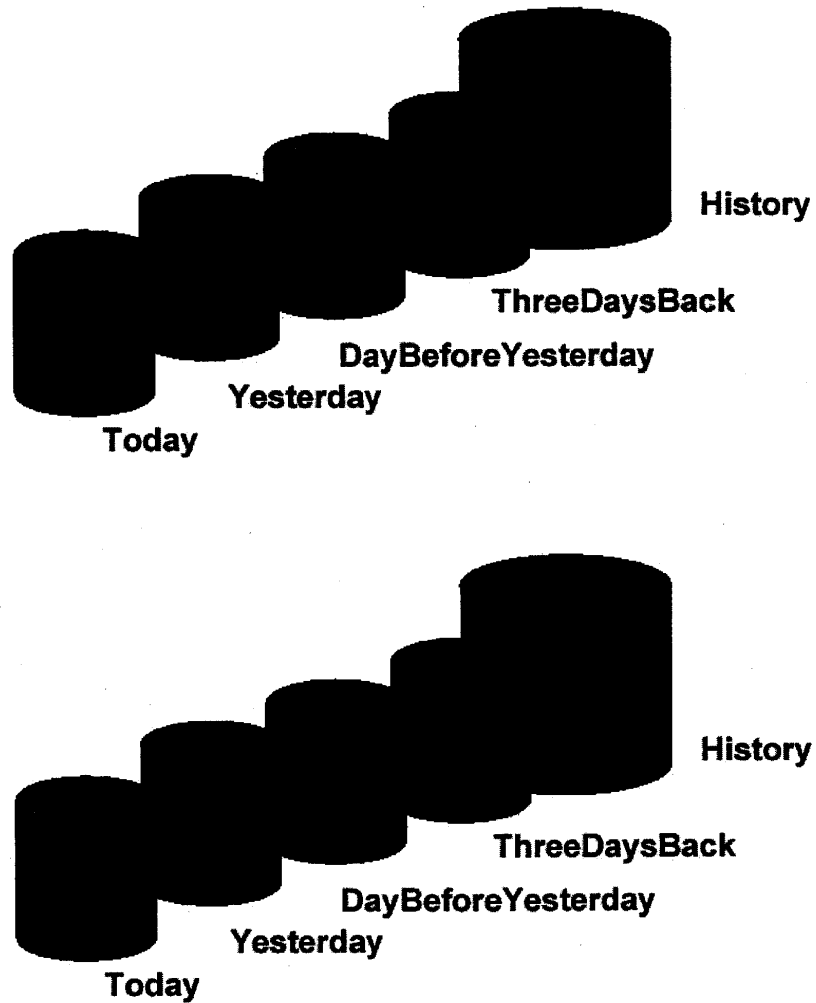 History
ThreeDaysBack
DayBeforeYesterday
Yesterday
Today
History
ThreeDaysBack
DayBeforeYesterday
Yesterday
Today